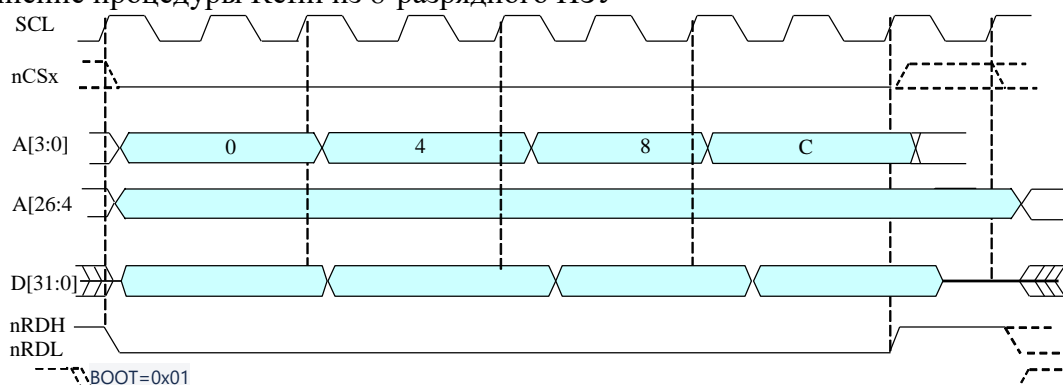 SCL
nCSx
A[3:0] 0 4 8 C
A[26:4
D[31:0]
nRDH
nRDL
BOOT=0x01